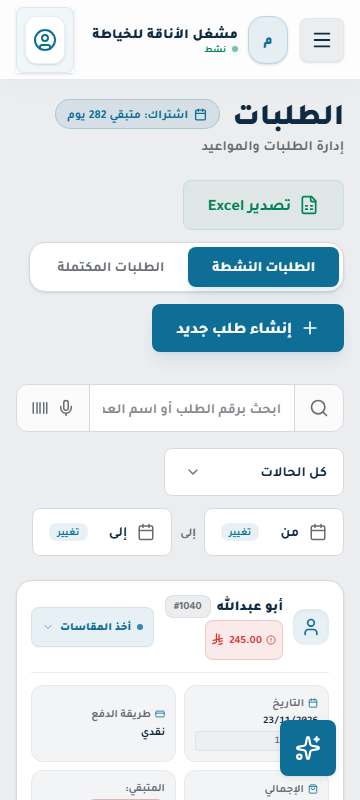 مشغل الأناقة للخياطة
م
نشط
الطلبات
اشتراك: متبقي 282 يوم
إدارة الطلبات والمواعيد
تصدير Excel
الطلبات النشطة
الطلبات المكتملة
إنشاء طلب جديد
ابحث برقم الطلب أو اسم العم
كل الحالات
من
تغيير
إلى
إلى
تغيير
أبو عبدالله
#1040
245.00
أخذ المقاسات
التاريخ
23/11/2026
1
طريقة الدفع
نقدي
الإجمالي
المتبقي: